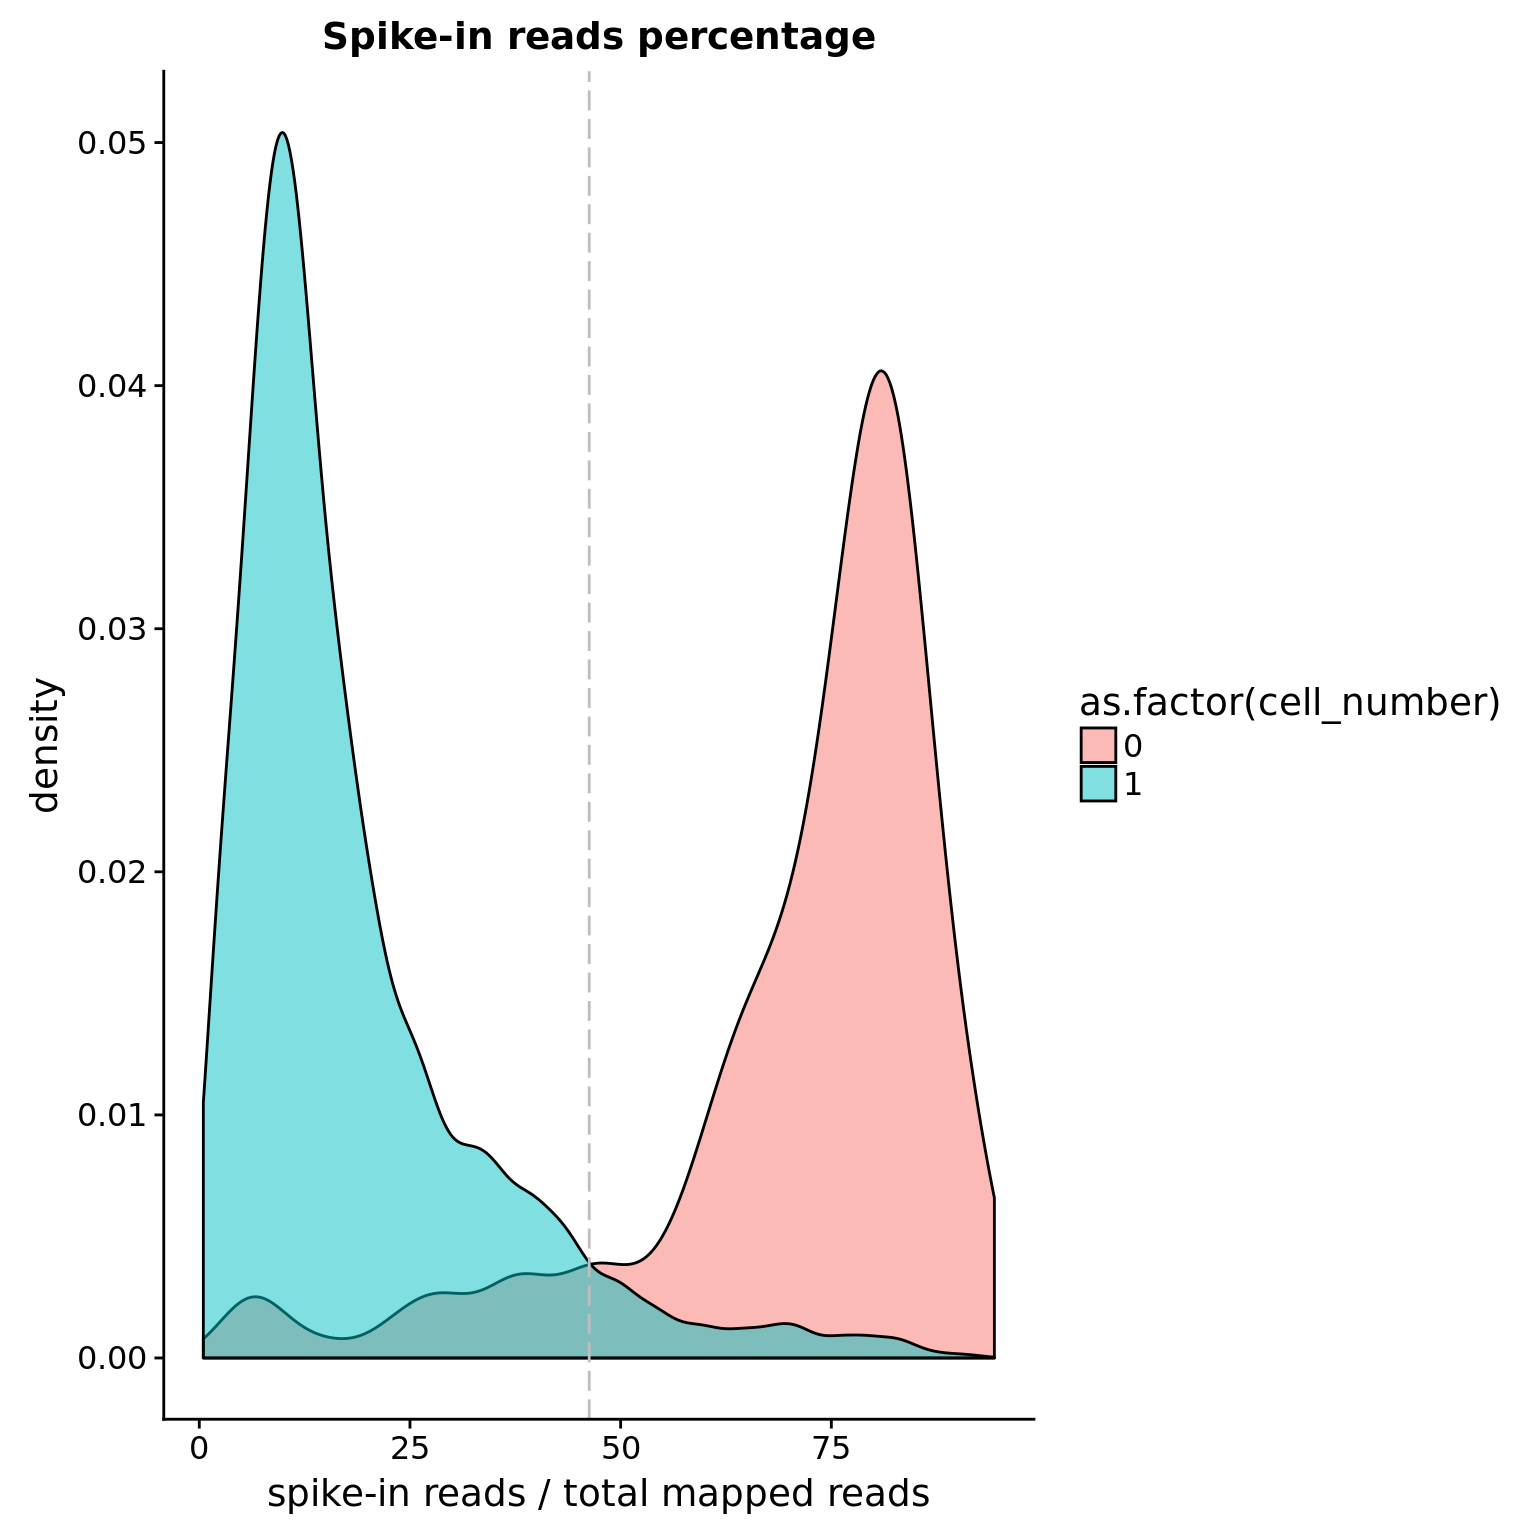 Spike-in reads percentage
0.05
0.04
0.03
0.02
0.01
0.00
density
0 25 50 75
spike-in reads / total mapped reads
as.factor(cell_number)
0
1